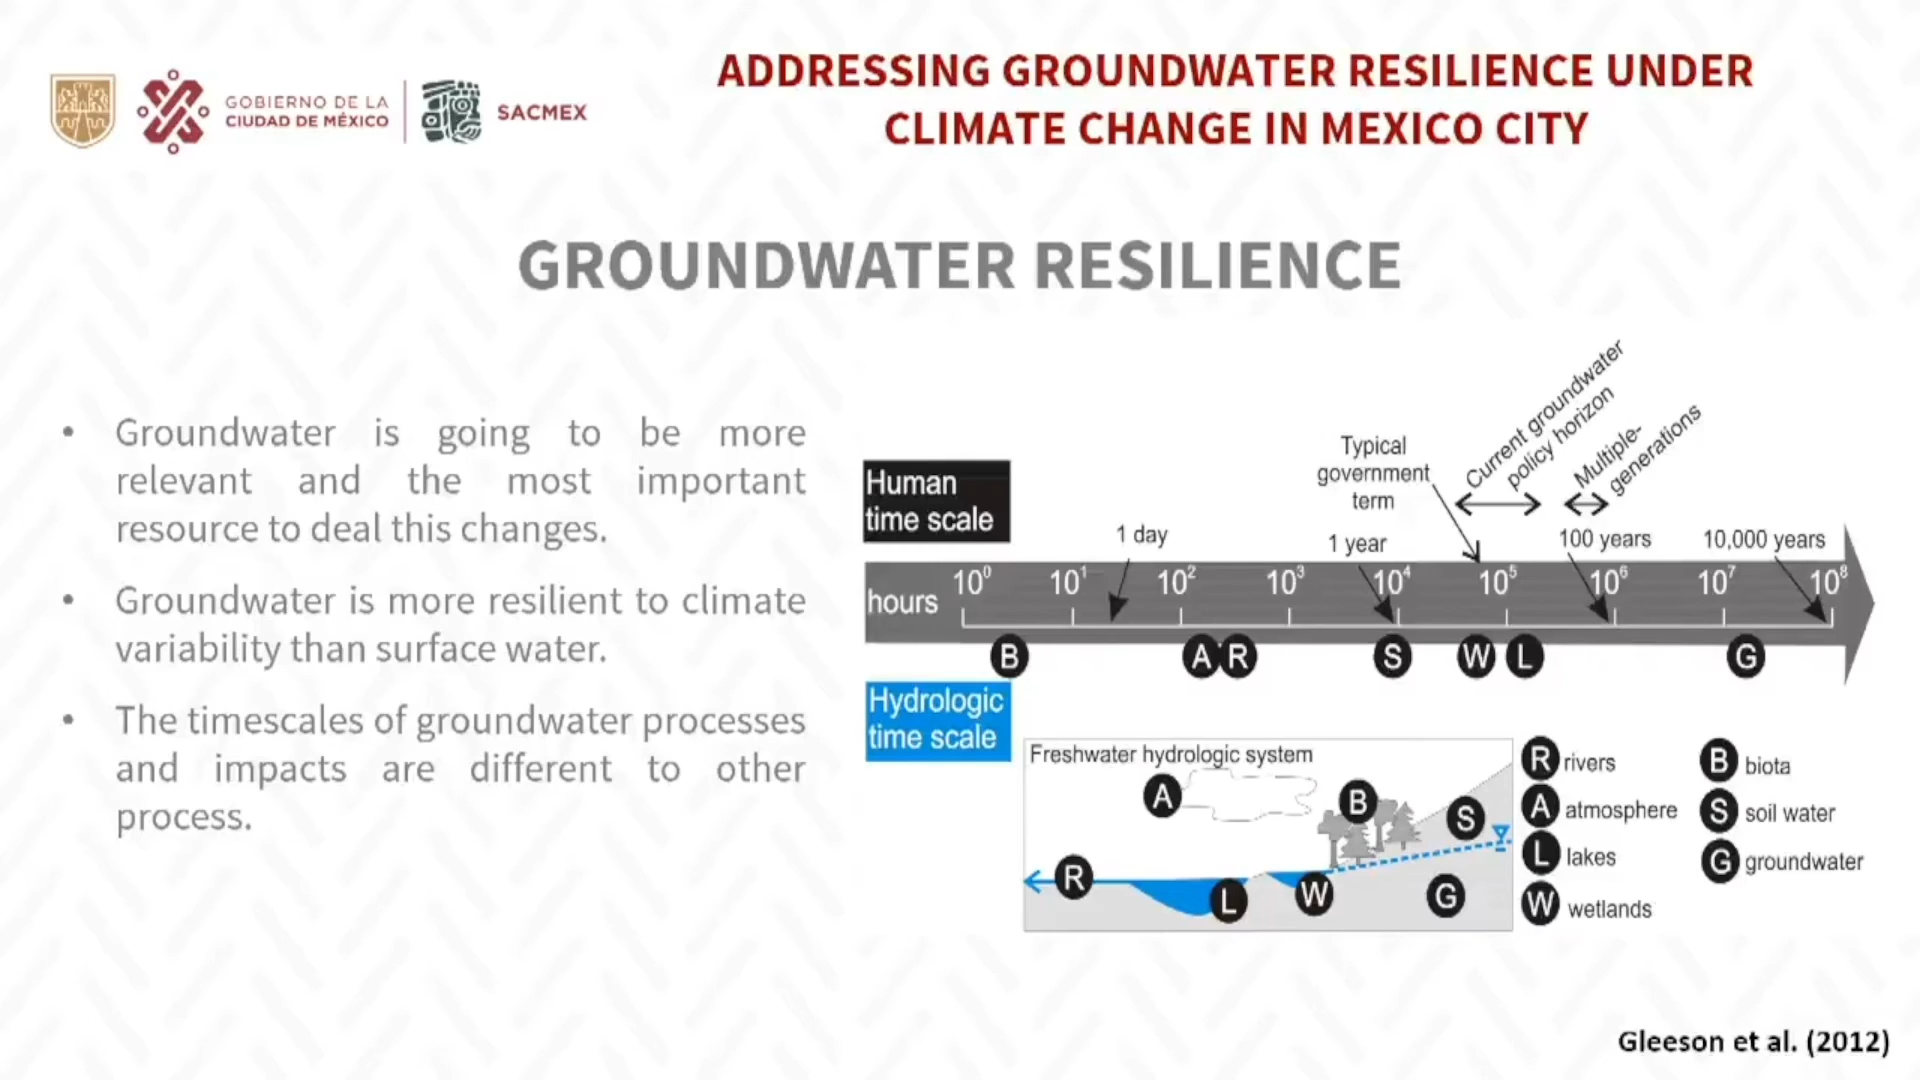 GOBIERNO DE LA
CIUDAD DE MÉXICO
SACMEX
ADDRESSING GROUNDWATER RESILIENCE UNDER
CLIMATE CHANGE IN MEXICO CITY
GROUNDWATER RESILIENCE
• Groundwater is going to be more
relevant and the most important
resource to deal this changes.
• Groundwater is more resilient to climate
variability than surface water.
• The timescales of groundwater processes
and impacts are different to other
process.
Human
time scale
1 day
1 year
Typical
government
term
Current groundwater
policy horizon
Multiple-
generations
100 years
10,000 years
hours
10⁰ 10¹ 10² 10³ 10⁴ 10⁵ 10⁶ 10⁷ 10⁸
B A R S W L G
Hydrologic
time scale
Freshwater hydrologic system
A B S
R L W G
R rivers
A atmosphere
L lakes
W wetlands
B biota
S soil water
G groundwater
Gleeson et al. (2012)